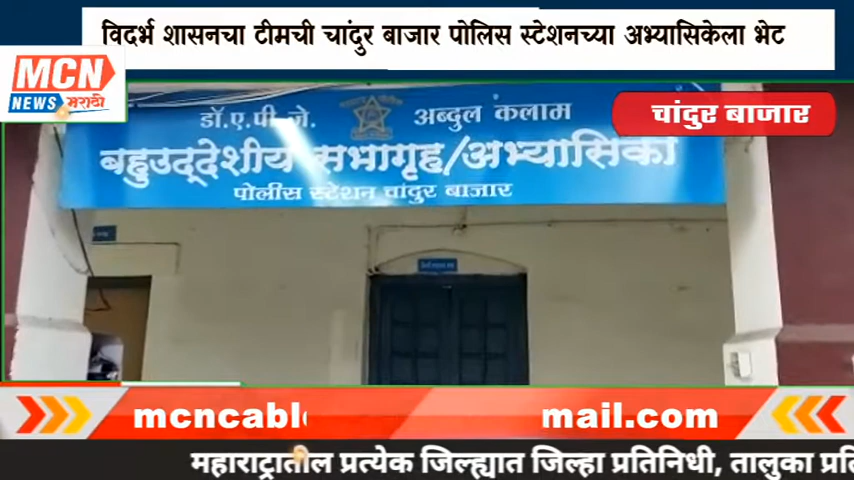 विदर्भ शासनचा टीमची चांदुर बाजार पोलिस स्टेशनच्या अभ्यासिकेला भेट
MCN
NEWS मराठी
चांदुर बाजार
डॉ.ए.पी.जे. अब्दुल कलाम
बहुउद्देशीय सभागृह/अभ्यासिका
पोलीस स्टेशन चांदुर बाजार
mcncabl mail.com
महाराष्ट्रातील प्रत्येक जिल्ह्यात जिल्हा प्रतिनिधी, तालुका प्रति